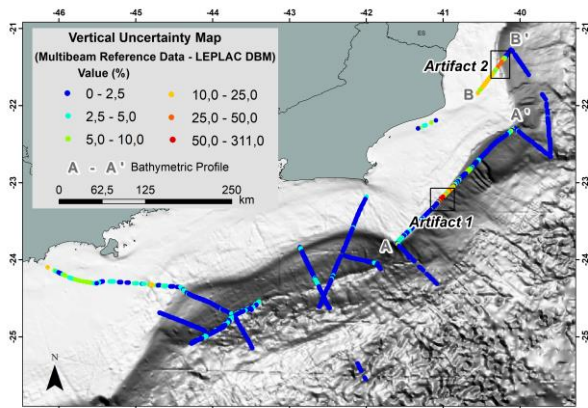 -46 -45 -44 -43 -42 -41 -40
Vertical Uncertainty Map
(Multibeam Reference Data - LEPLAC DBM)
Value (%)
0 - 2,5 10,0 - 25,0
2,5 - 5,0 25,0 - 50,0
5,0 - 10,0 50,0 - 311,0
A - A' Bathymetric Profile
0 62,5 125 250
km
B'
Artifact 2
B
A'
Artifact 1
A
-21
-22
-23
-24
-25
N